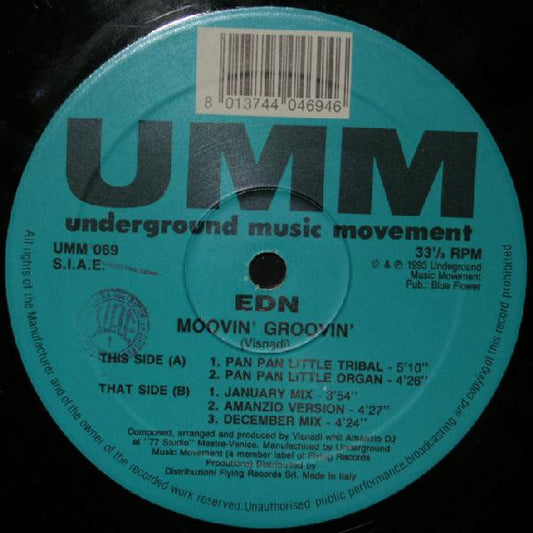 8 013744 046946
UMM
underground music movement
UMM 069
S.I.A.E.
33⅓ RPM
© & ℗ 1993 Undeground
Music Movement
Pub.: Blue Flower
EDN
MOOVIN' GROOVIN'
(Visnadi)
THIS SIDE (A) 1. PAN PAN LITTLE TRIBAL - 5'10"
2. PAN PAN LITTLE ORGAN - 4'26"
THAT SIDE (B) 1. JANUARY MIX - 3'54"
2. AMANZIO VERSION - 4'27"
3. DECEMBER MIX - 4'24"
Composed, arranged and produced by Visnadi whit Amanzio DJ
at "77 Studio" Mestre-Venice. Manufactured by Underground
Music Movement (a member label of Flying Records
Productions) Distributed by
Distribuzioni Flying Records Srl. Made in Italy
All rights of the Manufacturer and of the owner of the recorded work reserved. Unauthorised public performance, broadcasting and copying of this record prohibited